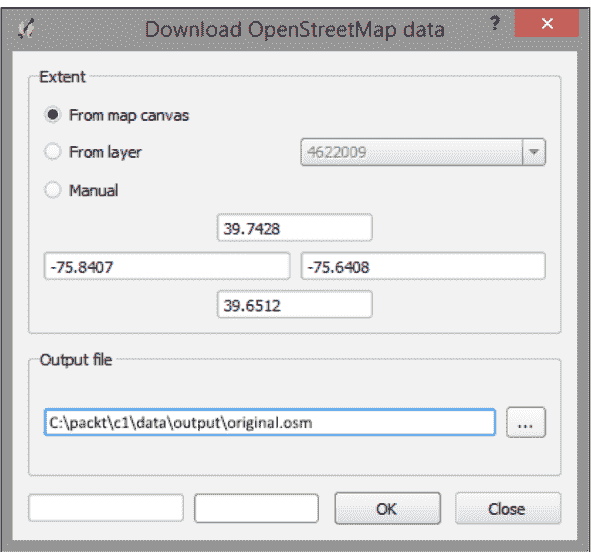 Download OpenStreetMap data
?
Extent
From map canvas
From layer
4622009
Manual
39.7428
-75.8407
-75.6408
39.6512
Output file
C:\packt\c1\data\output\original.osm
...
OK
Close